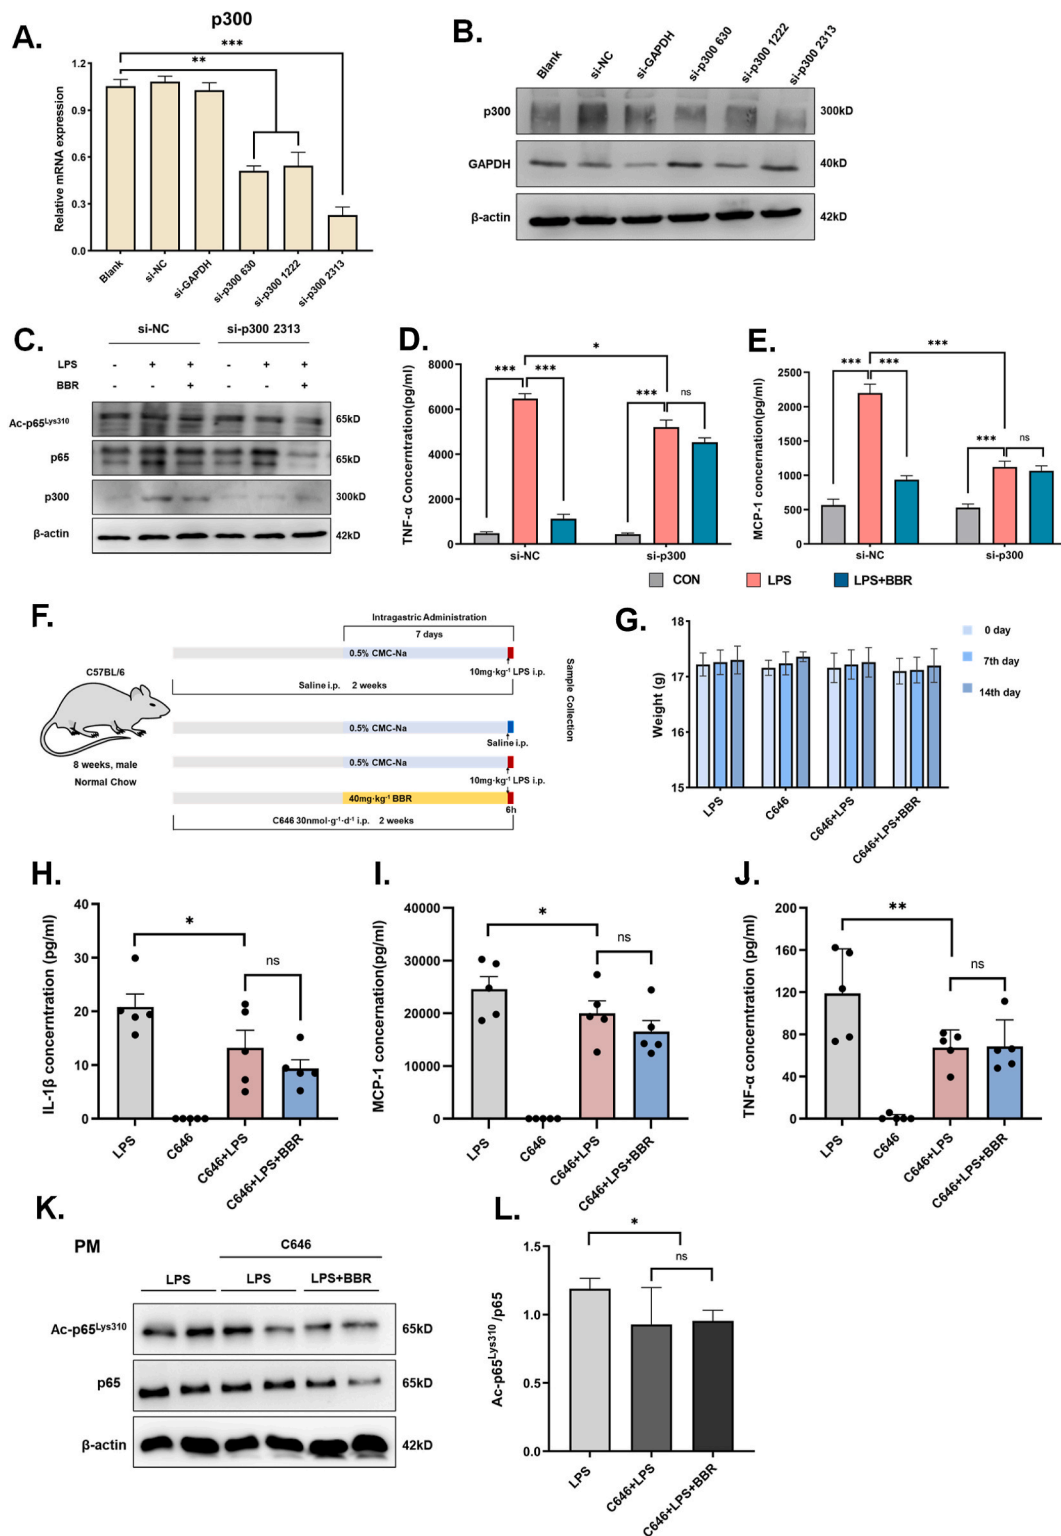 A.
p300
***
**
Relative mRNA expression
1.2
0.9
0.6
0.3
0.0
Blank
si-NC
si-GAPDH
si-p300 630
si-p300 1222
si-p300 2313
B.
Blank
si-NC
si-GAPDH
si-p300 630
si-p300 1222
si-p300 2313
p300
300kD
GAPDH
40kD
β-actin
42kD
C.
si-NC
si-p300 2313
LPS - + + - + +
BBR - - + - - +
Ac-p65Lys310
65kD
p65
65kD
p300
300kD
β-actin
42kD
D.
TNF-α Concerntration(pg/ml)
8000
6000
4000
2000
0
***
***
*
***
ns
si-NC
si-p300
E.
MCP-1 concernation(pg/ml)
2500
2000
1500
1000
500
0
***
***
***
***
ns
si-NC
si-p300
CON
LPS
LPS+BBR
F.
Intragastric Administration
7 days
C57BL/6
0.5% CMC-Na
10mg·kg-1 LPS i.p.
Saline i.p. 2 weeks
0.5% CMC-Na
Saline i.p.
0.5% CMC-Na
10mg·kg-1 LPS i.p.
40mg·kg-1 BBR
6h
C646 30nmol·g-1·d-1 i.p. 2 weeks
8 weeks, male
Normal Chow
Sample Collection
G.
Weight (g)
18
17
16
15
LPS
C646
C646+LPS
C646+LPS+BBR
0 day
7th day
14th day
H.
IL-1β concerntration (pg/ml)
40
30
20
10
0
*
ns
LPS
C646
C646+LPS
C646+LPS+BBR
I.
MCP-1 concernation(pg/ml)
40000
30000
20000
10000
0
*
ns
LPS
C646
C646+LPS
C646+LPS+BBR
J.
TNF-α concerntration (pg/ml)
200
160
120
80
40
0
**
ns
LPS
C646
C646+LPS
C646+LPS+BBR
K.
PM
C646
LPS
LPS
LPS+BBR
Ac-p65Lys310
65kD
p65
65kD
β-actin
42kD
L.
Ac-p65Lys310/p65
1.5
1.0
0.5
0.0
*
ns
LPS
C646+LPS
C646+LPS+BBR